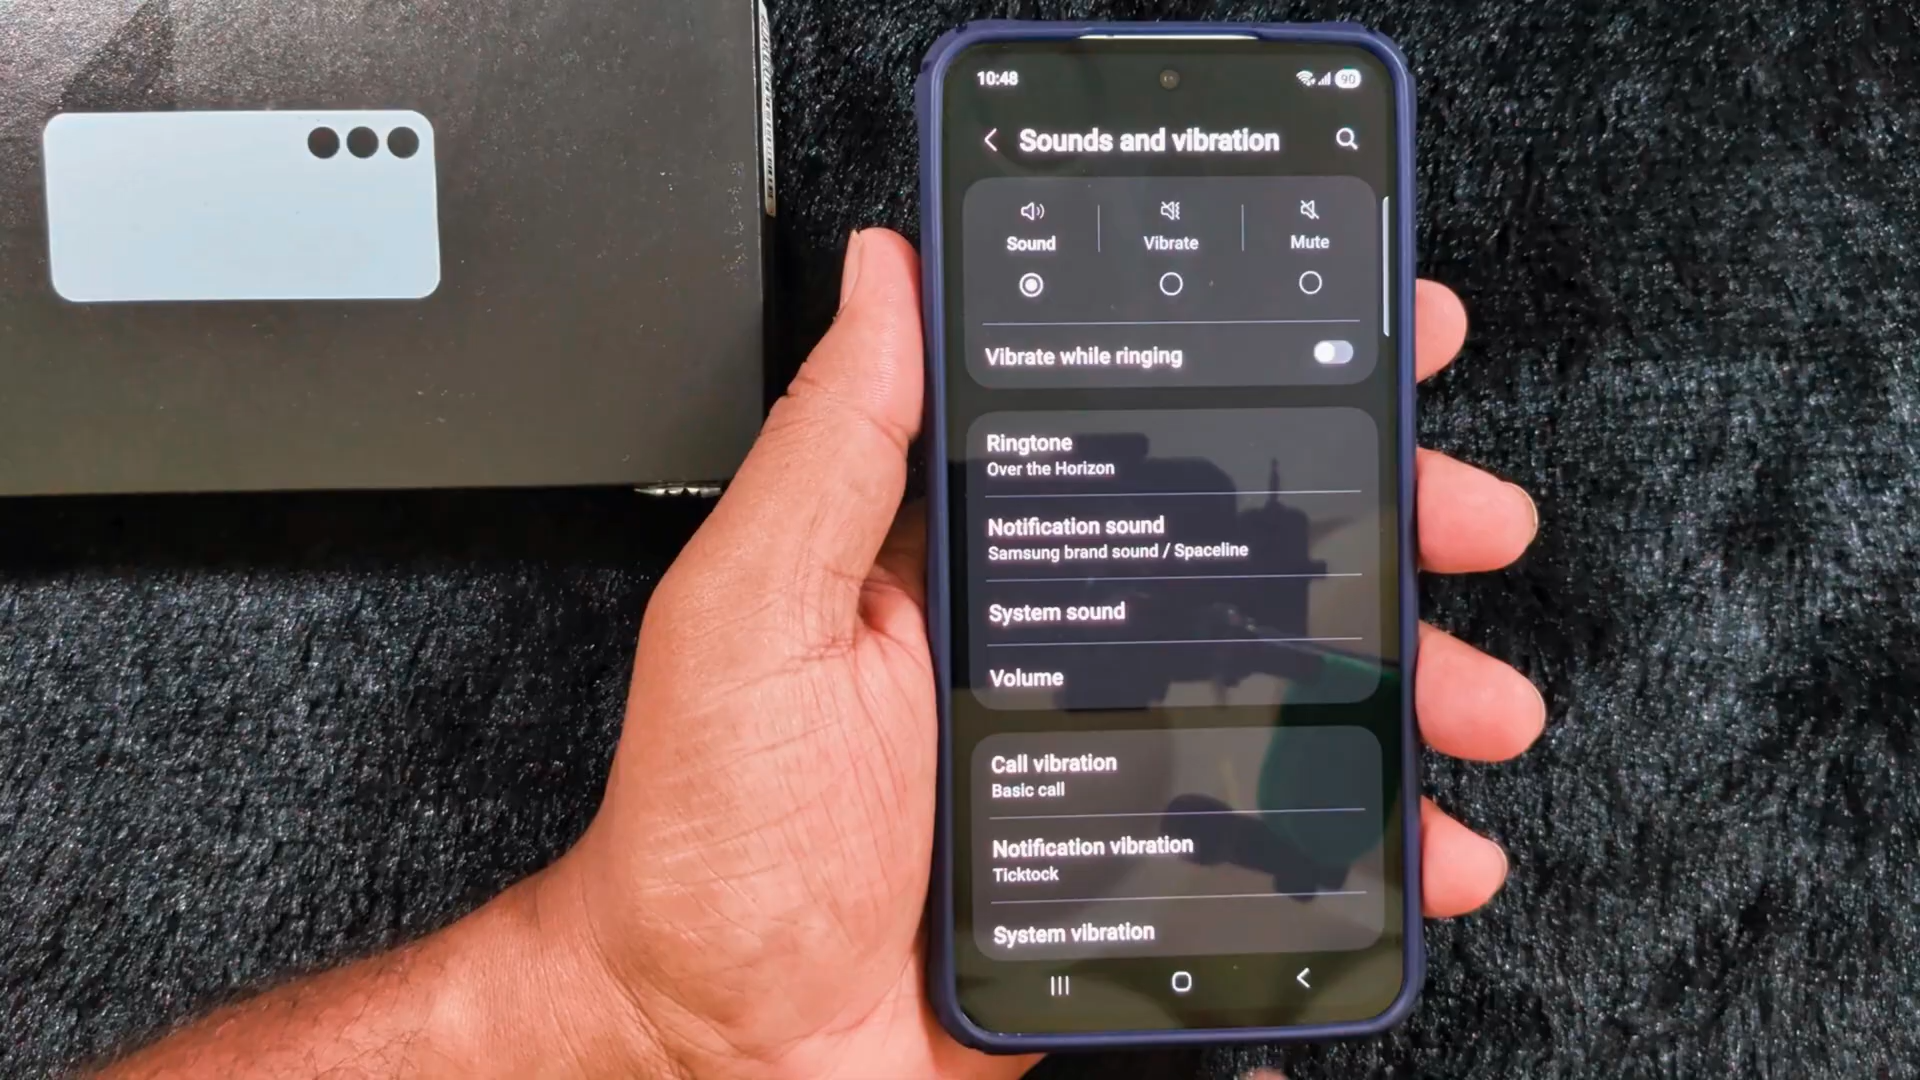 10:48
90
Sounds and vibration
Sound
Vibrate
Mute
Vibrate while ringing
Ringtone
Over the Horizon
Notification sound
Samsung brand sound / Spaceline
System sound
Volume
Call vibration
Basic call
Notification vibration
Ticktock
System vibration